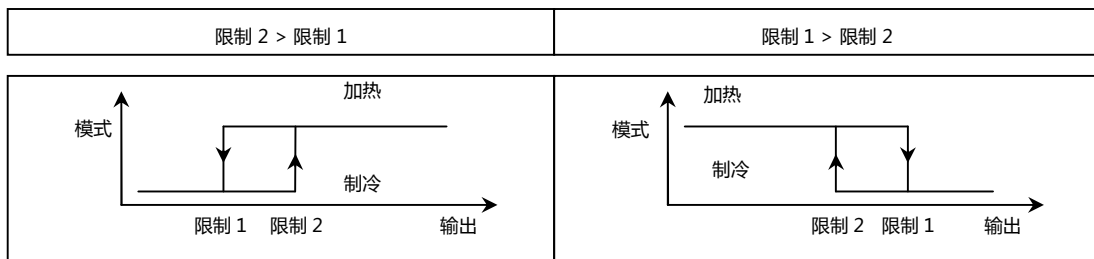 限制 2 > 限制 1
限制 1 > 限制 2
加热
模式
制冷
限制 1
限制 2
输出
加热
模式
制冷
限制 2
限制 1
输出